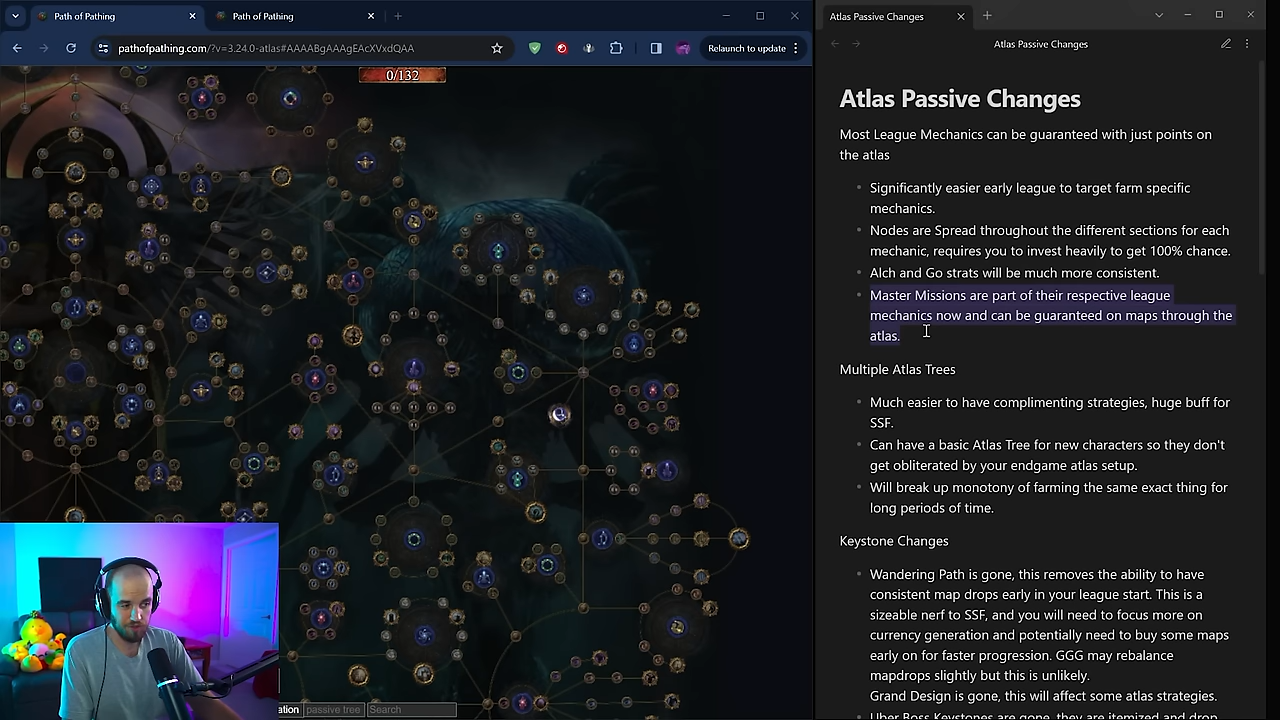 Path of Pathing
Path of Pathing
pathofpathing.com/?v=3.24.0-atlas#AAAABgAAAgEAcXVxdQAA
Relaunch to update
0/132
passive tree
Search
Atlas Passive Changes
Atlas Passive Changes
Atlas Passive Changes
Most League Mechanics can be guaranteed with just points on
the atlas
Significantly easier early league to target farm specific
mechanics.
Nodes are Spread throughout the different sections for each
mechanic, requires you to invest heavily to get 100% chance.
Alch and Go strats will be much more consistent.
Master Missions are part of their respective league
mechanics now and can be guaranteed on maps through the
atlas.
Multiple Atlas Trees
Much easier to have complimenting strategies, huge buff for
SSF.
Can have a basic Atlas Tree for new characters so they don't
get obliterated by your endgame atlas setup.
Will break up monotony of farming the same exact thing for
long periods of time.
Keystone Changes
Wandering Path is gone, this removes the ability to have
consistent map drops early in your league start. This is a
sizeable nerf to SSF, and you will need to focus more on
currency generation and potentially need to buy some maps
early on for faster progression. GGG may rebalance
mapdrops slightly but this is unlikely.
Grand Design is gone, this will affect some atlas strategies.
Uber Boss Keystones are gone, they are itemized and drop